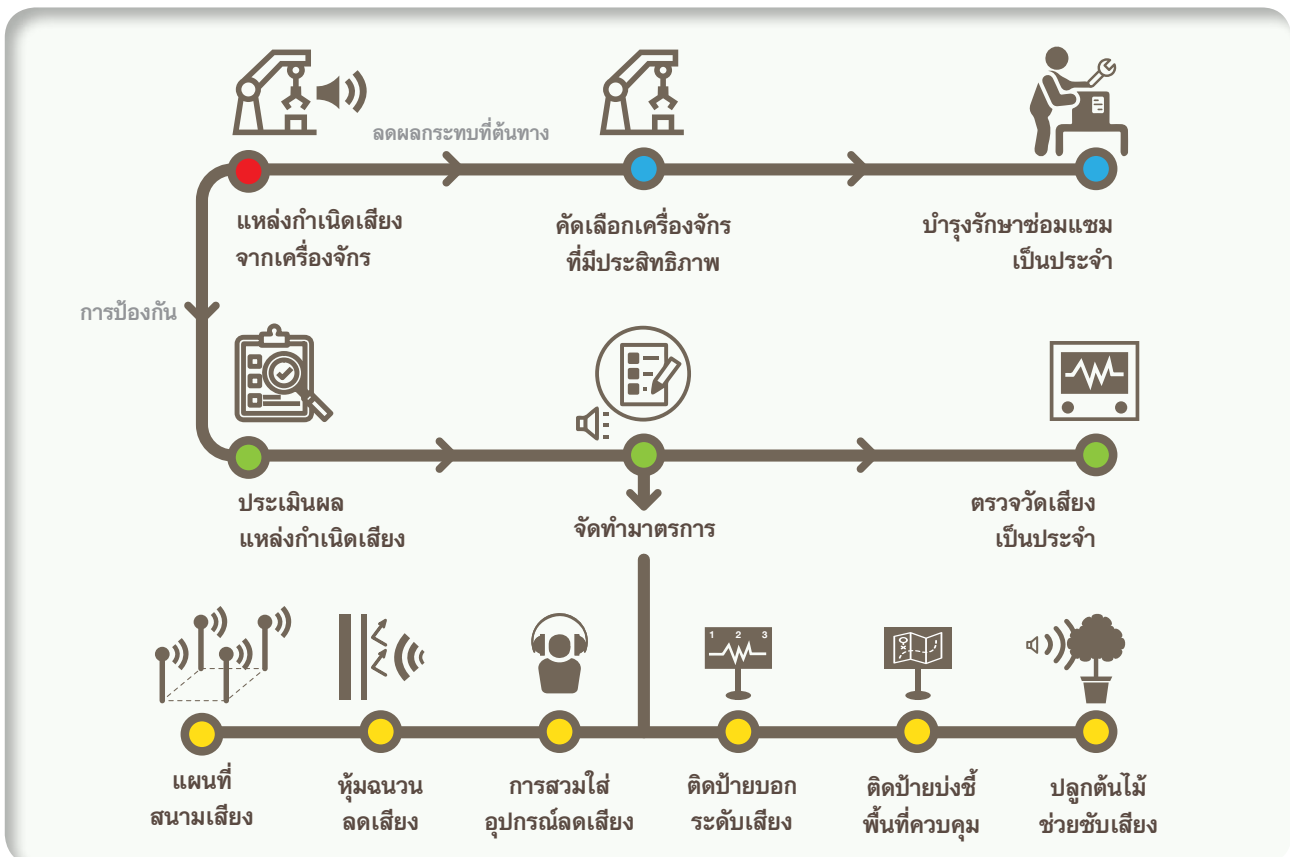 ลดผลกระทบที่ต้นทาง
แหล่งกำเนิดเสียง
จากเครื่องจักร
คัดเลือกเครื่องจักร
ที่มีประสิทธิภาพ
บำรุงรักษาซ่อมแซม
เป็นประจำ
การป้องกัน
ประเมินผล
แหล่งกำเนิดเสียง
จัดทำมาตรการ
ตรวจวัดเสียง
เป็นประจำ
1 2 3
แผนที่
สนามเสียง
หุ้มฉนวน
ลดเสียง
การสวมใส่
อุปกรณ์ลดเสียง
ติดป้ายบอก
ระดับเสียง
ติดป้ายบ่งชี้
พื้นที่ควบคุม
ปลูกต้นไม้
ช่วยซับเสียง